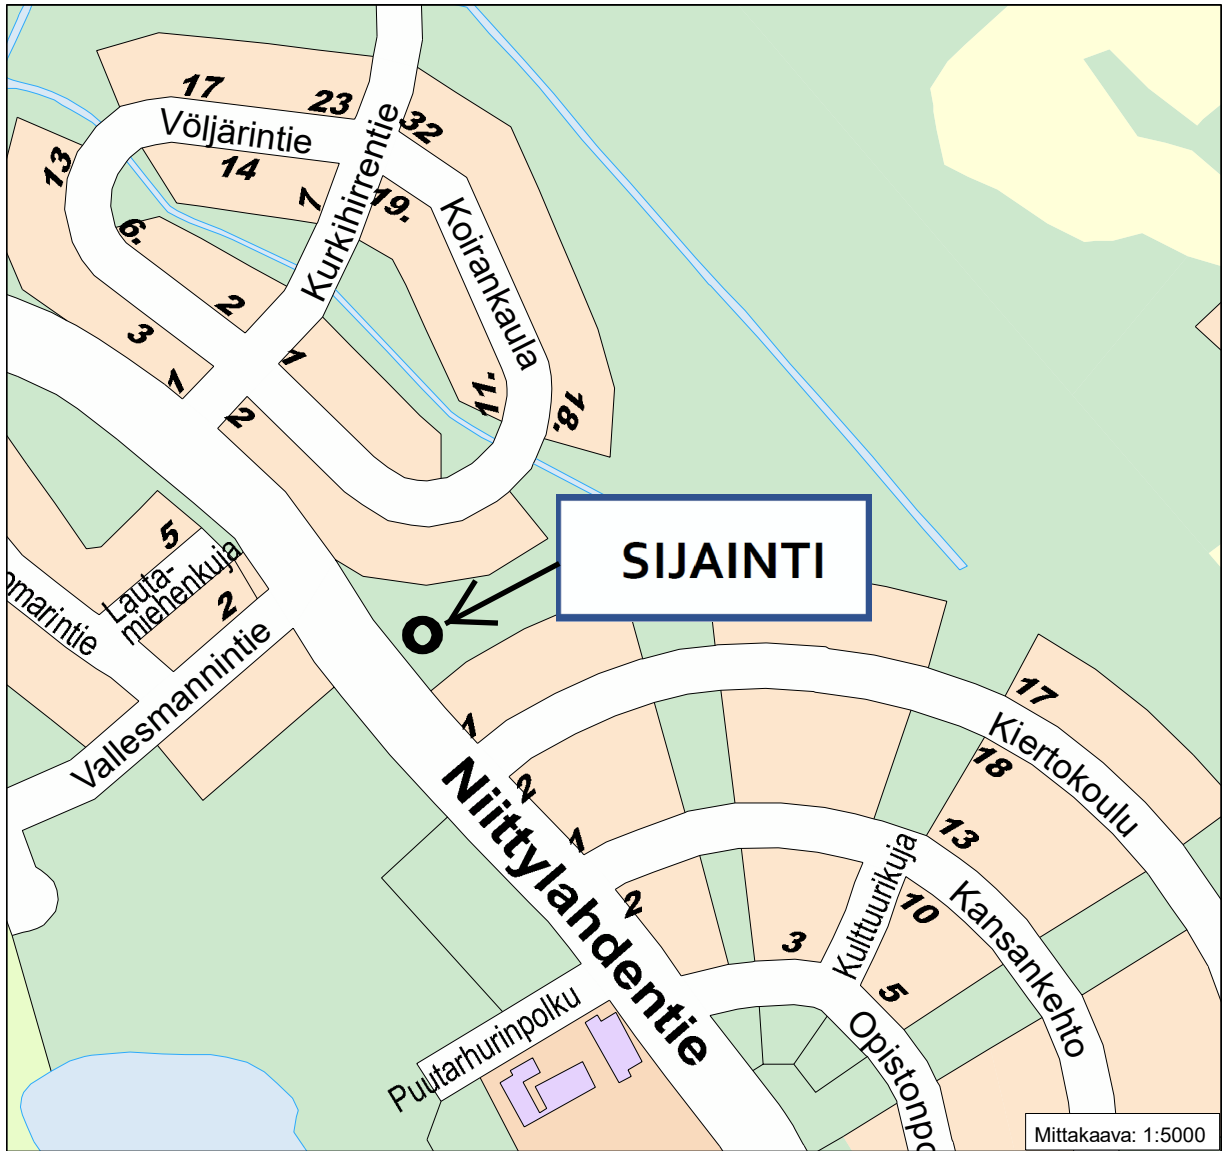 17
23
32
Völjärintie
13
14
7
19.
Kurkihirrentie
Koirankaula
6.
2
3
1
1
11.
18.
2
5
SIJAINTI
Lauta-
miehenkuja
omarintie
2
Vallesmannintie
17
1
Kiertokoulu
18
2
Niittylahdentie
1
13
Kulttuurikuja
Kansankehto
10
2
3
5
Puutarhurinpolku
Opistonpo
Mittakaava: 1:5000